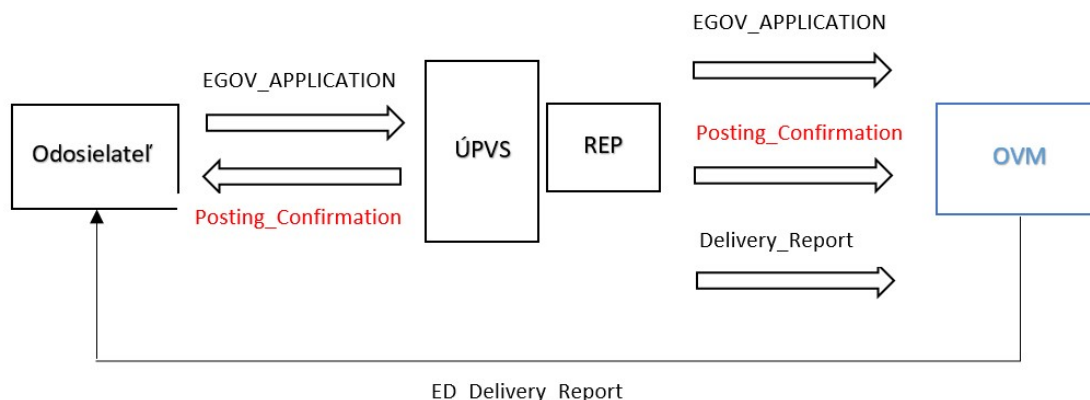 EGOV_APPLICATION
EGOV_APPLICATION
Odosielateľ
ÚPVS
REP
Posting_Confirmation
OVM
Posting_Confirmation
Delivery_Report
ED_Delivery_Report